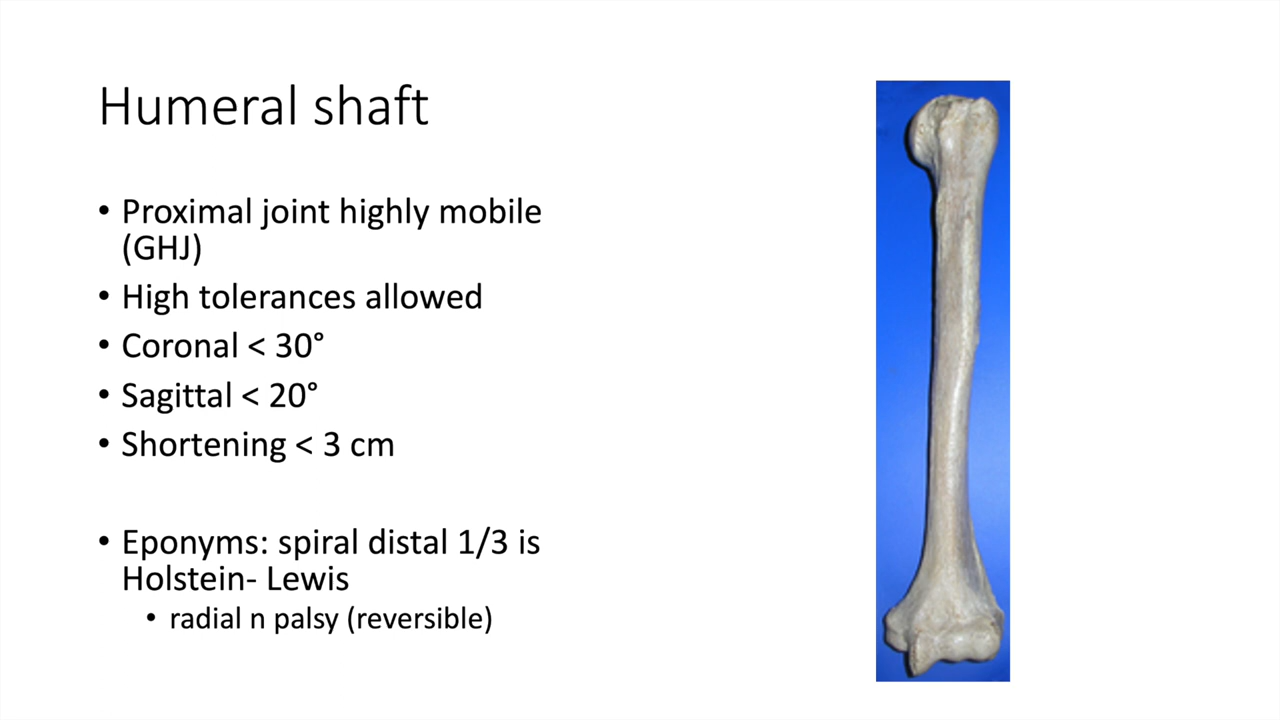 Humeral shaft
• Proximal joint highly mobile
(GHJ)
• High tolerances allowed
• Coronal < 30°
• Sagittal < 20°
• Shortening < 3 cm
• Eponyms: spiral distal 1/3 is
Holstein- Lewis
• radial n palsy (reversible)